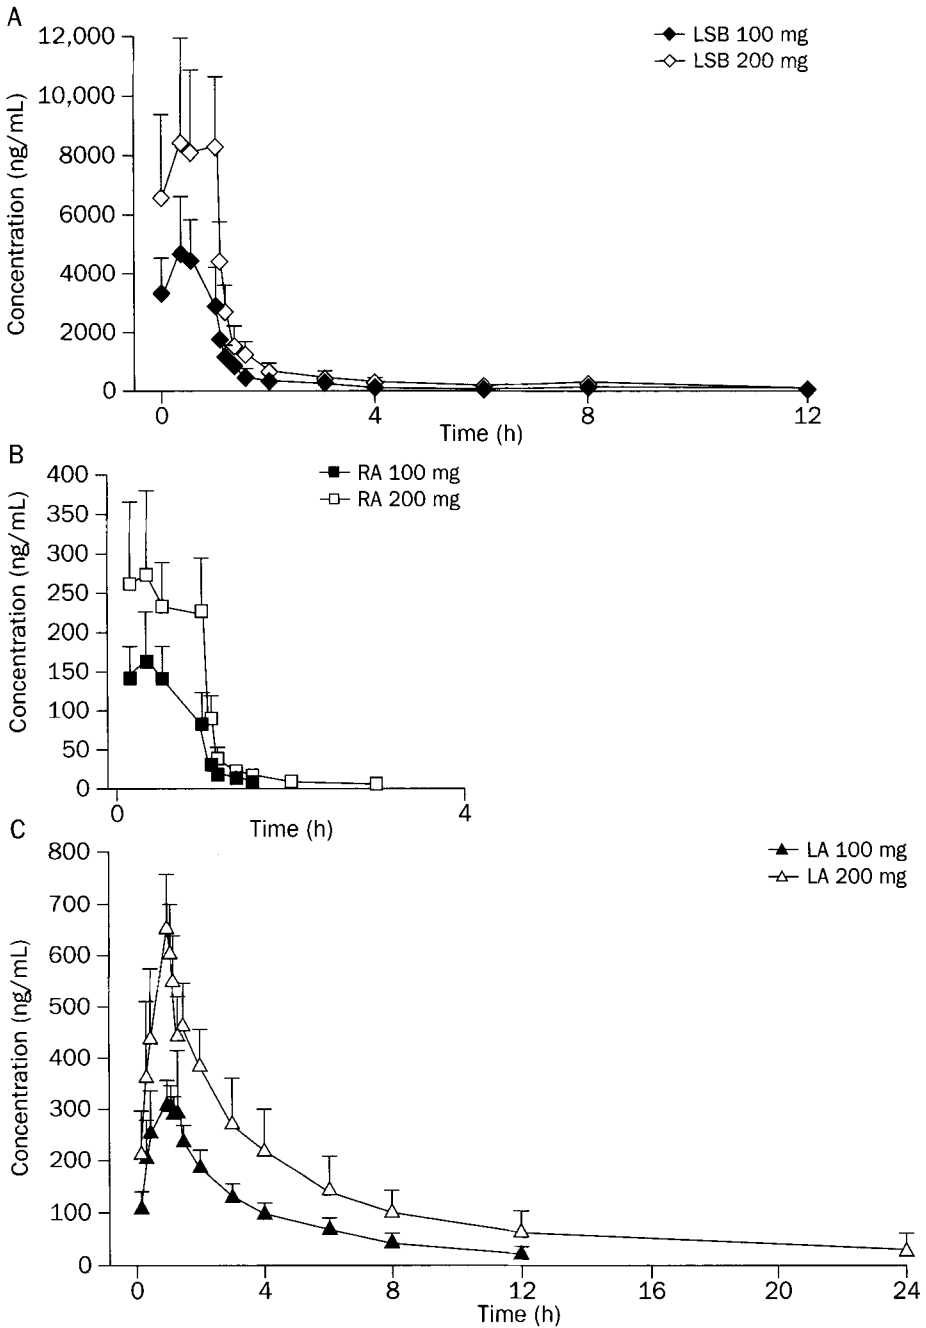 A
12,000
10,000
8000
6000
4000
2000
0
Concentration (ng/mL)
0 4 8 12
Time (h)
LSB 100 mg
LSB 200 mg
B
400
350
300
250
200
150
100
50
0
Concentration (ng/mL)
0 4
Time (h)
RA 100 mg
RA 200 mg
C
800
700
600
500
400
300
200
100
0
Concentration (ng/mL)
0 4 8 12 16 20 24
Time (h)
LA 100 mg
LA 200 mg